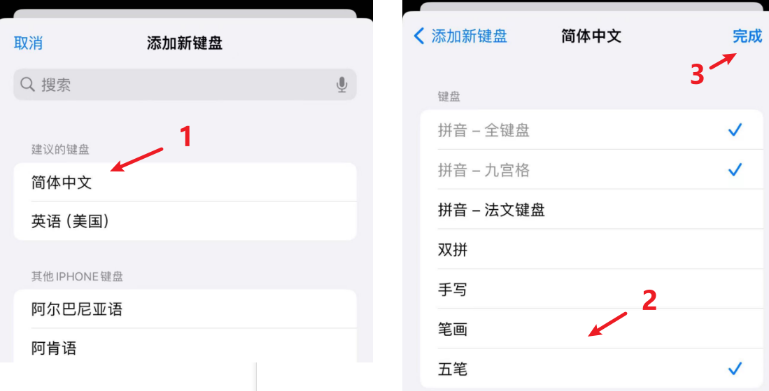 取消 添加新键盘
搜索
1
建议的键盘
简体中文
英语 (美国)
其他 IPHONE 键盘
阿尔巴尼亚语
阿肯语
添加新键盘 简体中文 完成
3
键盘
拼音 – 全键盘
拼音 – 九宫格
拼音 – 法文键盘
双拼
手写
2
笔画
五笔